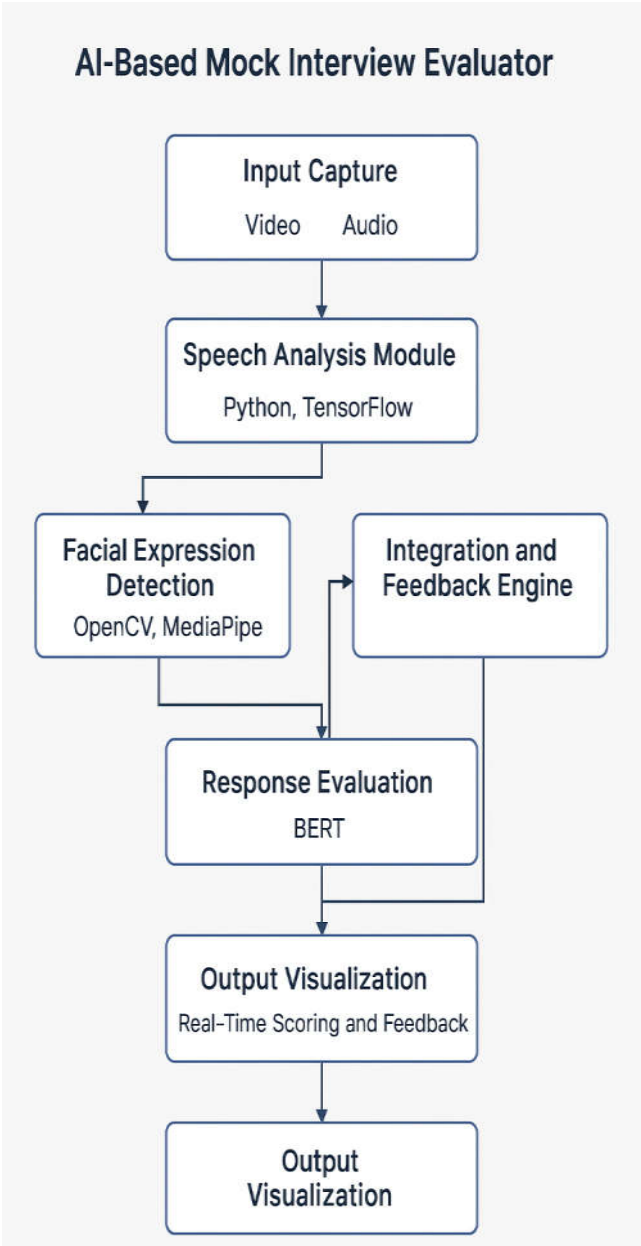 AI-Based Mock Interview Evaluator
Input Capture
Video Audio
Speech Analysis Module
Python, TensorFlow
Facial Expression
Detection
OpenCV, MediaPipe
Integration and
Feedback Engine
Response Evaluation
BERT
Output Visualization
Real-Time Scoring and Feedback
Output
Visualization